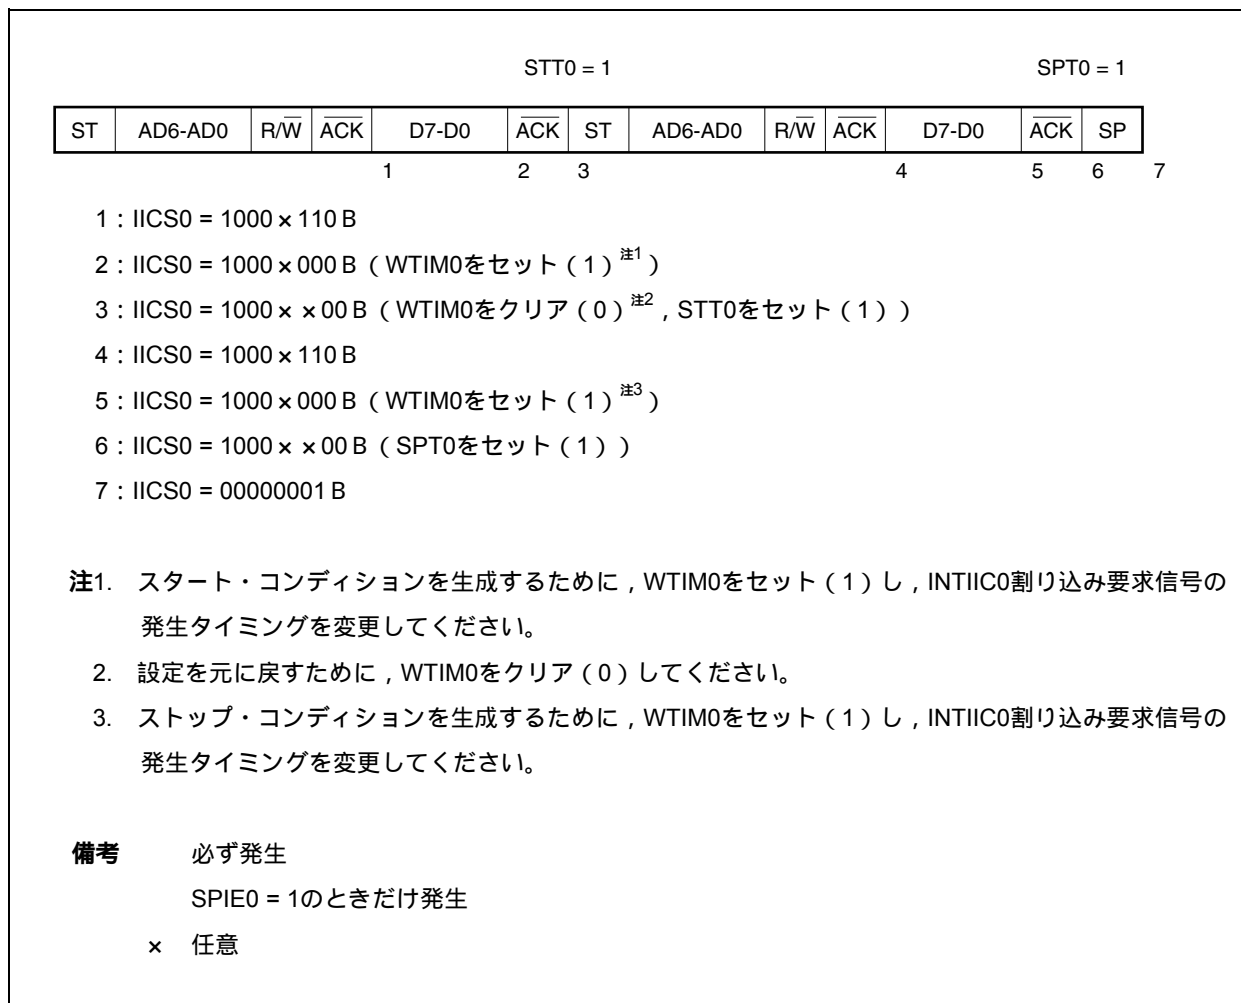 STT0 = 1 SPT0 = 1
ST AD6-AD0 R/W̅ A̅C̅K̅ D7-D0 A̅C̅K̅ ST AD6-AD0 R/W̅ A̅C̅K̅ D7-D0 A̅C̅K̅ SP
1 2 3 4 5 6 7
1:IICS0 = 1000×110 B
2:IICS0 = 1000×000 B(WTIM0をセット(1)注1)
3:IICS0 = 1000××00 B(WTIM0をクリア(0)注2,STT0をセット(1))
4:IICS0 = 1000×110 B
5:IICS0 = 1000×000 B(WTIM0をセット(1)注3)
6:IICS0 = 1000××00 B(SPT0をセット(1))
7:IICS0 = 00000001 B
注1. スタート・コンディションを生成するために,WTIM0をセット(1)し,INTIIC0割り込み要求信号の
発生タイミングを変更してください。
2. 設定を元に戻すために,WTIM0をクリア(0)してください。
3. ストップ・コンディションを生成するために,WTIM0をセット(1)し,INTIIC0割り込み要求信号の
発生タイミングを変更してください。
備考 必ず発生
SPIE0 = 1のときだけ発生
× 任意